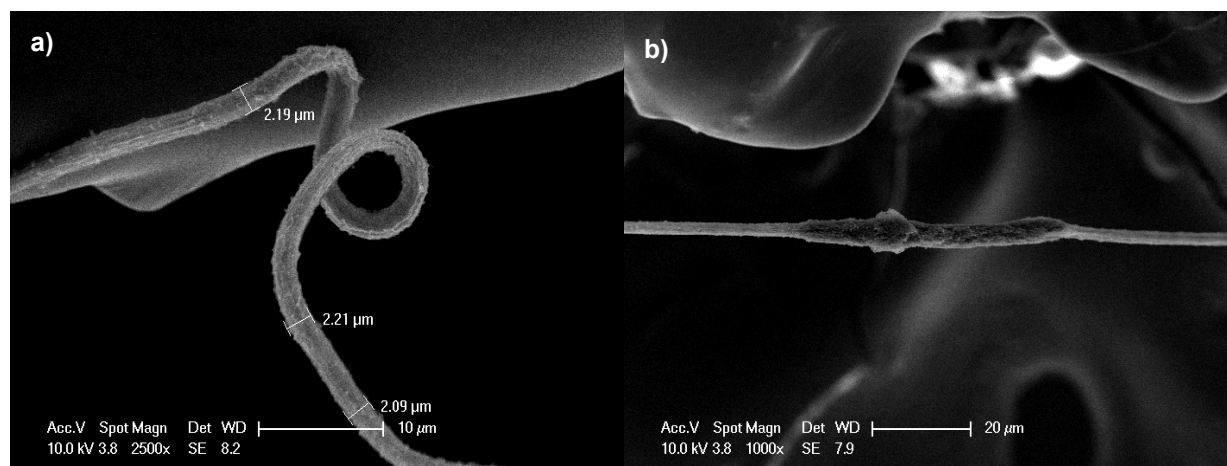 a)
2.19 µm
2.21 µm
2.09 µm
Acc.V Spot Magn Det WD 10 µm
10.0 kV 3.8 2500x SE 8.2
b)
Acc.V Spot Magn Det WD 20 µm
10.0 kV 3.8 1000x SE 7.9